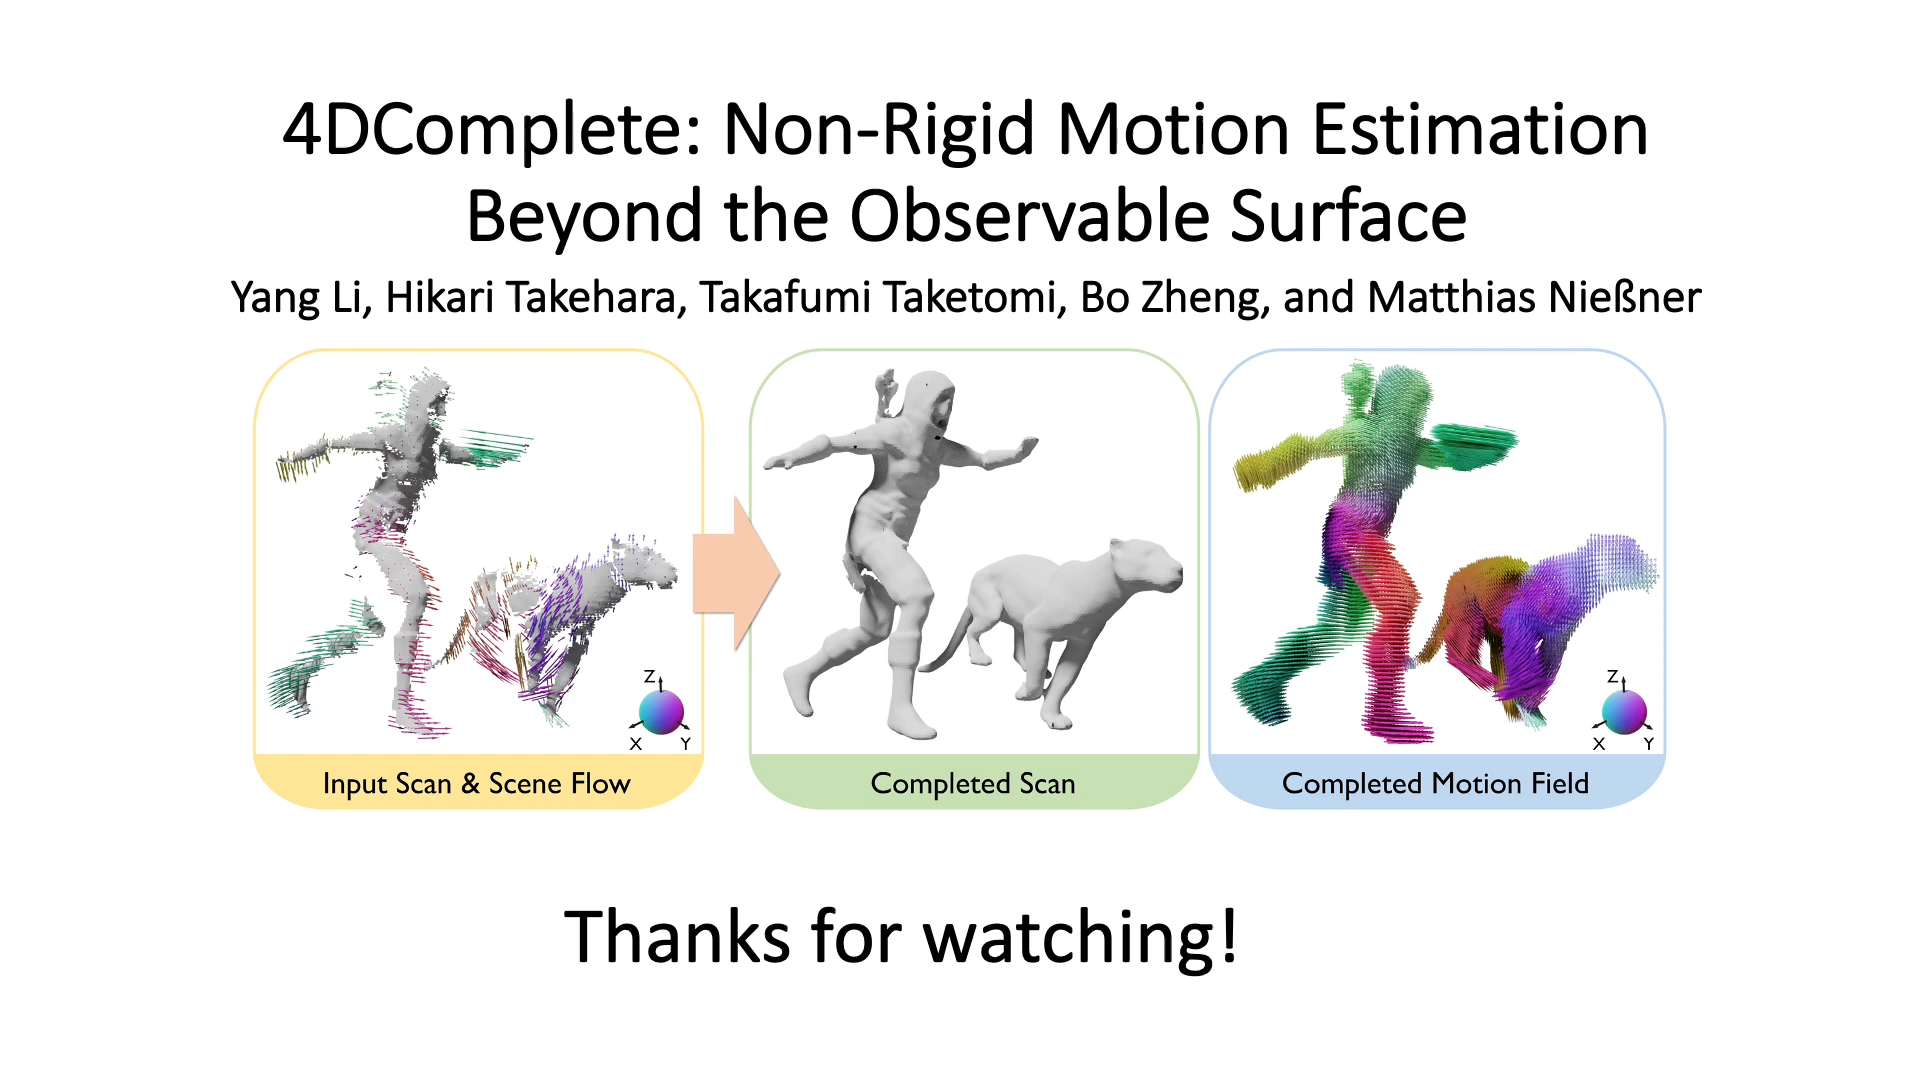 4DComplete: Non-Rigid Motion Estimation
Beyond the Observable Surface
Yang Li, Hikari Takehara, Takafumi Taketomi, Bo Zheng, and Matthias Nießner
Z
X Y
Input Scan & Scene Flow
Completed Scan
Z
X Y
Completed Motion Field
Thanks for watching!